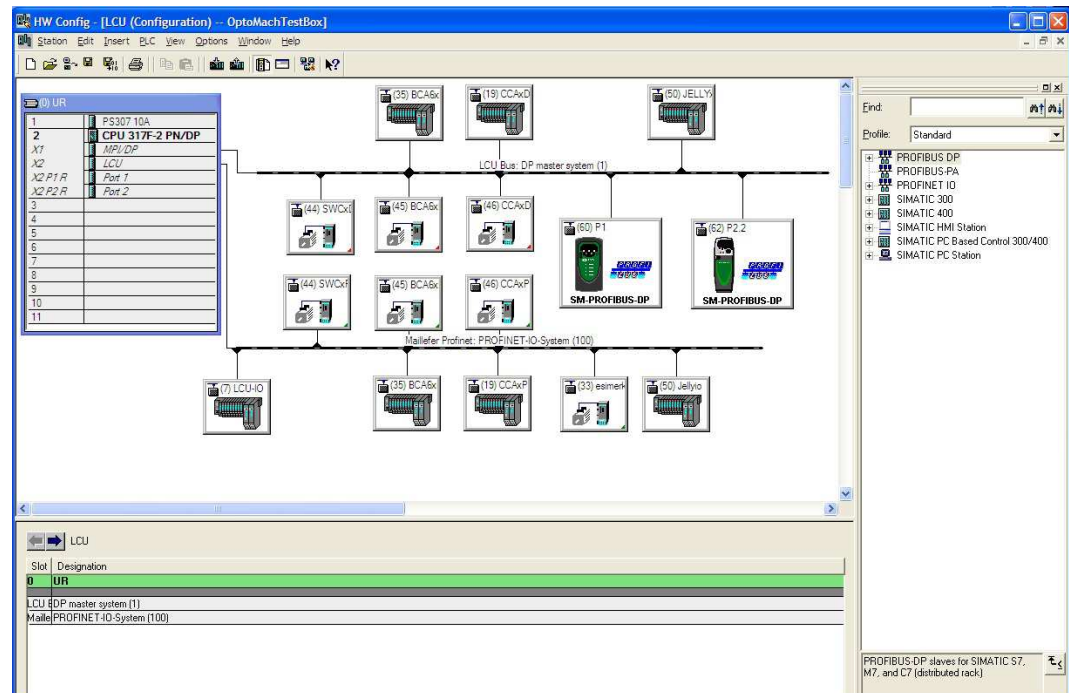 HW Config - [LCU (Configuration) -- OptoMachTestBox]
Station Edit Insert PLC View Options Window Help
(0) UR
1 PS307 10A
2 CPU 317F-2 PN/DP
X1 MPI/DP
X2 LCU
X2 P1 R Port 1
X2 P2 R Port 2
3
4
5
6
7
8
9
10
11
(35) BCA6x
(19) CCAxD
(50) JELLY
LCU Bus: DP master system (1)
(44) SWCx
(45) BCA6x
(46) CCAxD
(60) P1
PROFI
BUS
SM-PROFIBUS-DP
(62) P2.2
PROFI
BUS
SM-PROFIBUS-DP
(44) SWCxF
(45) BCA6x
(46) CCAxP
Maillefer Profinet: PROFINET-IO-System (100)
(7) LCU-IO
(35) BCA6x
(19) CCAxP
(33) esimerk
(50) Jellyio
Find:
Profile: Standard
PROFIBUS DP
PROFIBUS-PA
PROFINET IO
SIMATIC 300
SIMATIC 400
SIMATIC HMI Station
SIMATIC PC Based Control 300/400
SIMATIC PC Station
LCU
Slot Designation
0 UR
LCU DP master system (1)
Maille PROFINET-IO-System (100)
PROFIBUS-DP slaves for SIMATIC S7,
M7, and C7 (distributed rack)